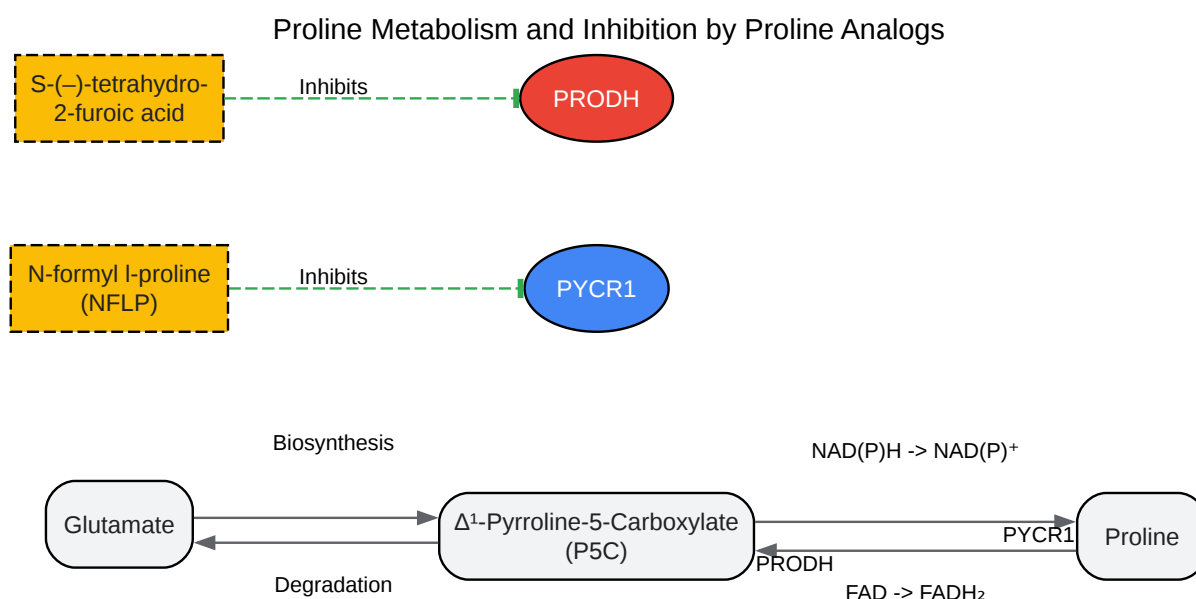 Proline Metabolism and Inhibition by Proline Analogs
S-(–)-tetrahydro-
2-furoic acid
Inhibits
PRODH
N-formyl l-proline
(NFLP)
Inhibits
PYCR1
Biosynthesis
NAD(P)H -> NAD(P)⁺
Glutamate
Δ¹-Pyrroline-5-Carboxylate
(P5C)
PYCR1
Proline
PRODH
Degradation
FAD -> FADH₂